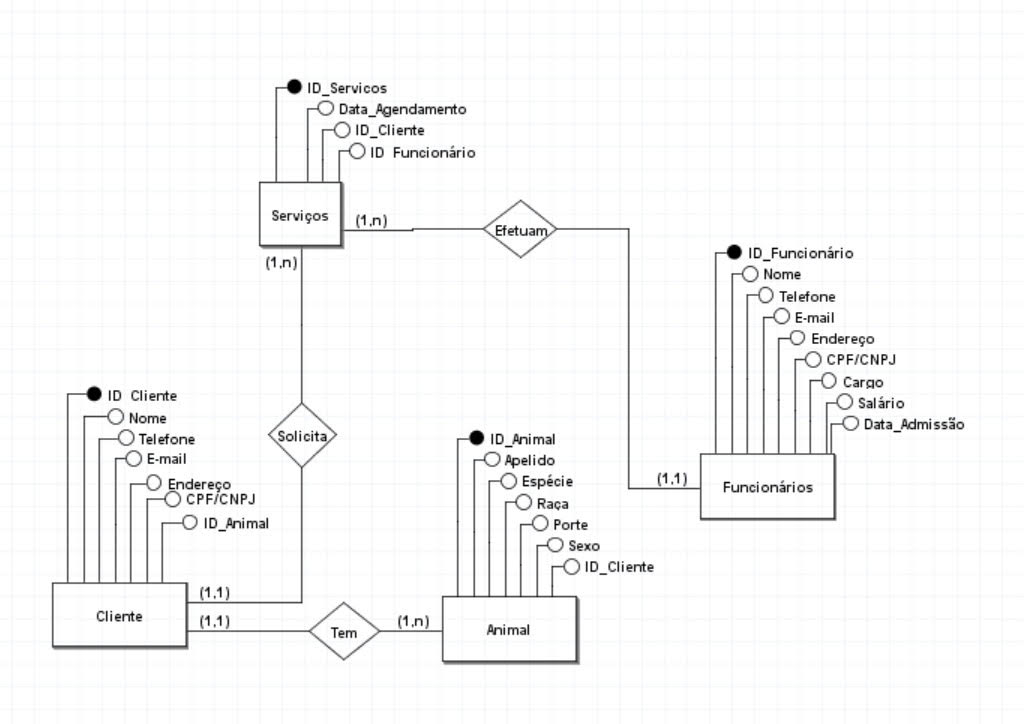 ID_Servicos
Data_Agendamento
ID_Cliente
ID Funcionário
Serviços
(1,n)
Efetuam
(1,n)
ID_Funcionário
Nome
Telefone
E-mail
Endereço
CPF/CNPJ
Cargo
Salário
Data_Admissão
(1,1)
Funcionários
ID Cliente
Nome
Telefone
E-mail
Endereço
CPF/CNPJ
ID_Animal
Solicita
ID_Animal
Apelido
Espécie
Raça
Porte
Sexo
ID_Cliente
(1,1)
Cliente
(1,1)
Tem
(1,n)
Animal